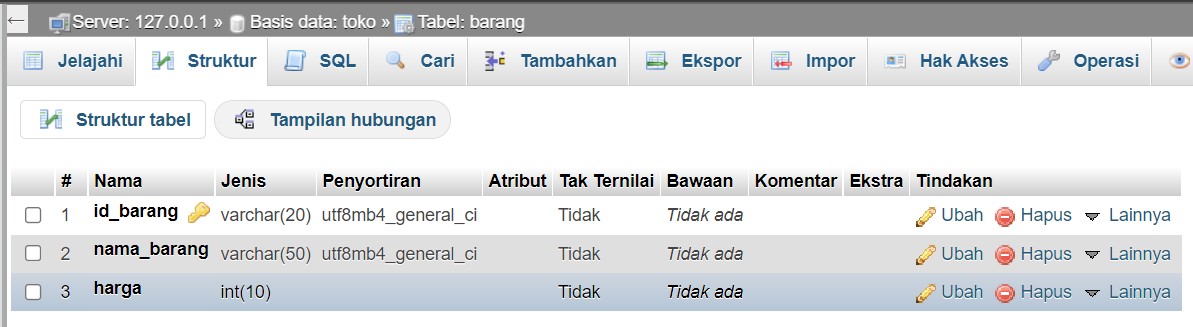 Server: 127.0.0.1 » Basis data: toko » Tabel: barang
Jelajahi Struktur SQL Cari Tambahkan Ekspor Impor Hak Akses Operasi
Struktur tabel Tampilan hubungan
# Nama Jenis Penyortiran Atribut Tak Ternilai Bawaan Komentar Ekstra Tindakan
1 id_barang varchar(20) utf8mb4_general_ci Tidak Tidak ada Ubah Hapus Lainnya
2 nama_barang varchar(50) utf8mb4_general_ci Tidak Tidak ada Ubah Hapus Lainnya
3 harga int(10) Tidak Tidak ada Ubah Hapus Lainnya